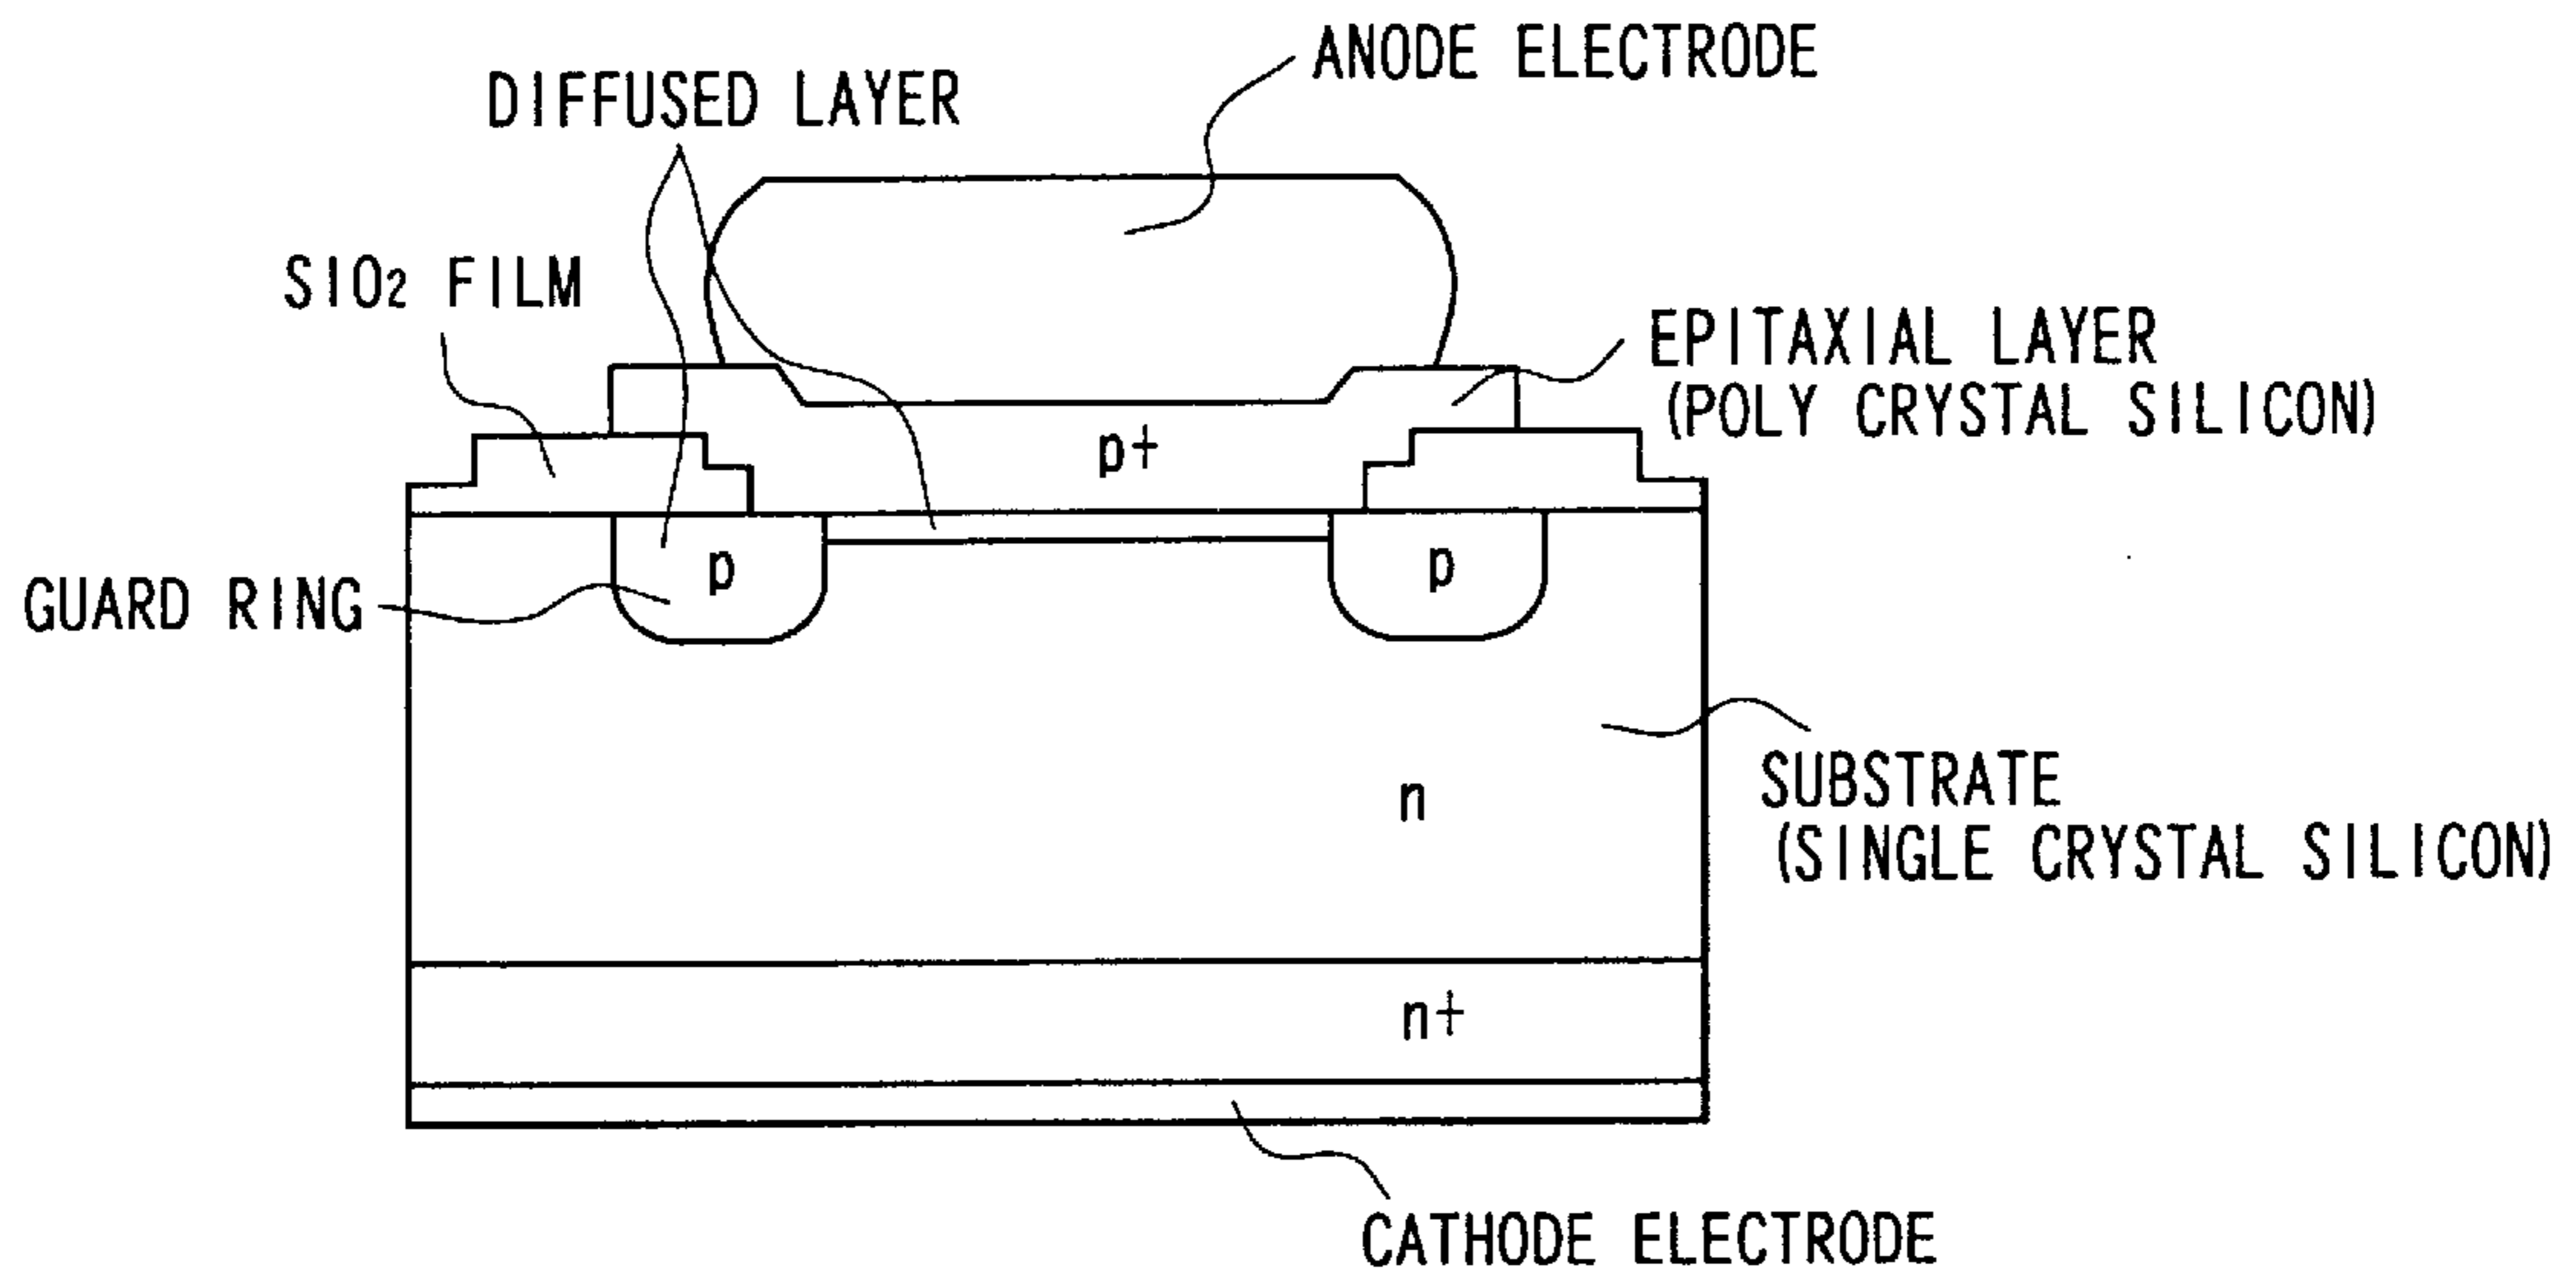 ANODE ELECTRODE
DIFFUSED LAYER
SIO2 FILM
EPITAXIAL LAYER
(POLY CRYSTAL SILICON)
p+
p
p
GUARD RING
n
SUBSTRATE
(SINGLE CRYSTAL SILICON)
n+
CATHODE ELECTRODE